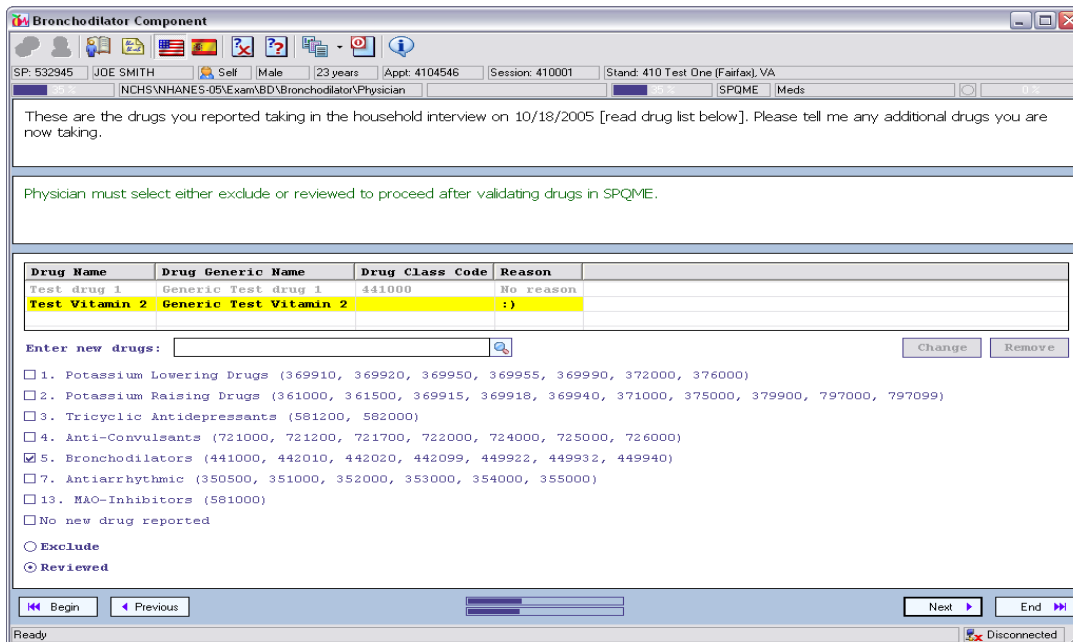 Bronchodilator Component
SP: 532945 JOE SMITH Self Male 23 years Appt: 4104546 Session: 410001 Stand: 410 Test One (Fairfax), VA
35 % NCHS\NHANES-05\Exam\BD\Bronchodilator\Physician 35 % SPQME Meds 0 %
These are the drugs you reported taking in the household interview on 10/18/2005 [read drug list below]. Please tell me any additional drugs you are
now taking.
Physician must select either exclude or reviewed to proceed after validating drugs in SPQME.
Drug Name Drug Generic Name Drug Class Code Reason
Test drug 1 Generic Test drug 1 441000 No reason
Test Vitamin 2 Generic Test Vitamin 2 :)
Enter new drugs: Change Remove
1. Potassium Lowering Drugs (369910, 369920, 369950, 369955, 369990, 372000, 376000)
2. Potassium Raising Drugs (361000, 361500, 369915, 369918, 369940, 371000, 375000, 379900, 797000, 797099)
3. Tricyclic Antidepressants (581200, 582000)
4. Anti-Convulsants (721000, 721200, 721700, 722000, 724000, 725000, 726000)
5. Bronchodilators (441000, 442010, 442020, 442099, 449922, 449932, 449940)
7. Antiarrhythmic (350500, 351000, 352000, 353000, 354000, 355000)
13. MAO-Inhibitors (581000)
No new drug reported
Exclude
Reviewed
Begin Previous Next End
Ready Disconnected